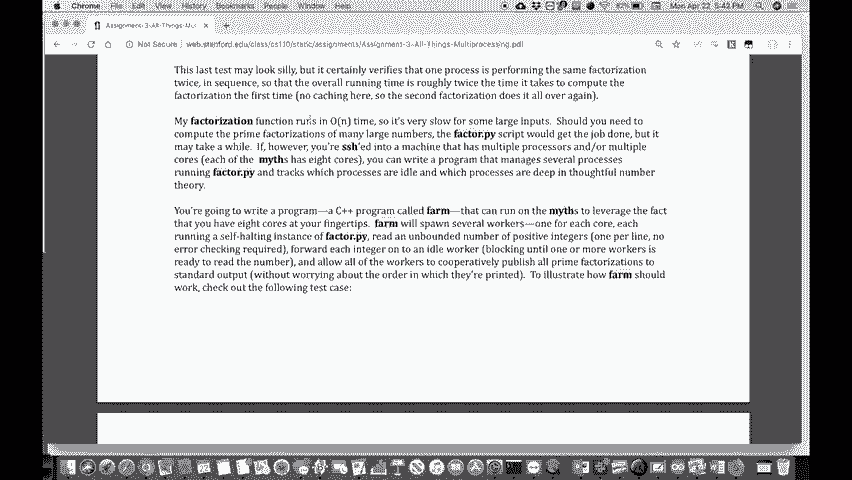 Chrome File Edit View History Bookmarks People Window Help
Mon Apr 22 5:42 PM
Assignment-3-All-Things-Mu
Not Secure web.stanford.edu/class/cs110/static/assignments/Assignment-3-All-Things-Multiprocessing.pdf
This last test may look silly, but it certainly verifies that one process is performing the same factorization
twice, in sequence, so that the overall running time is roughly twice the time it takes to compute the
factorization the first time (no caching here, so the second factorization does it all over again).
My factorization function runs in O(n) time, so it's very slow for some large inputs. Should you need to
compute the prime factorizations of many large numbers, the factor.py script would get the job done, but it
may take a while. If, however, you're ssh'ed into a machine that has multiple processors and/or multiple
cores (each of the myths has eight cores), you can write a program that manages several processes
running factor.py and tracks which processes are idle and which processes are deep in thoughtful number
theory.
You're going to write a program—a C++ program called farm—that can run on the myths to leverage the fact
that you have eight cores at your fingertips. farm will spawn several workers—one for each core, each
running a self-halting instance of factor.py, read an unbounded number of positive integers (one per line, no
error checking required), forward each integer on to an idle worker (blocking until one or more workers is
ready to read the number), and allow all of the workers to cooperatively publish all prime factorizations to
standard output (without worrying about the order in which they're printed). To illustrate how farm should
work, check out the following test case: